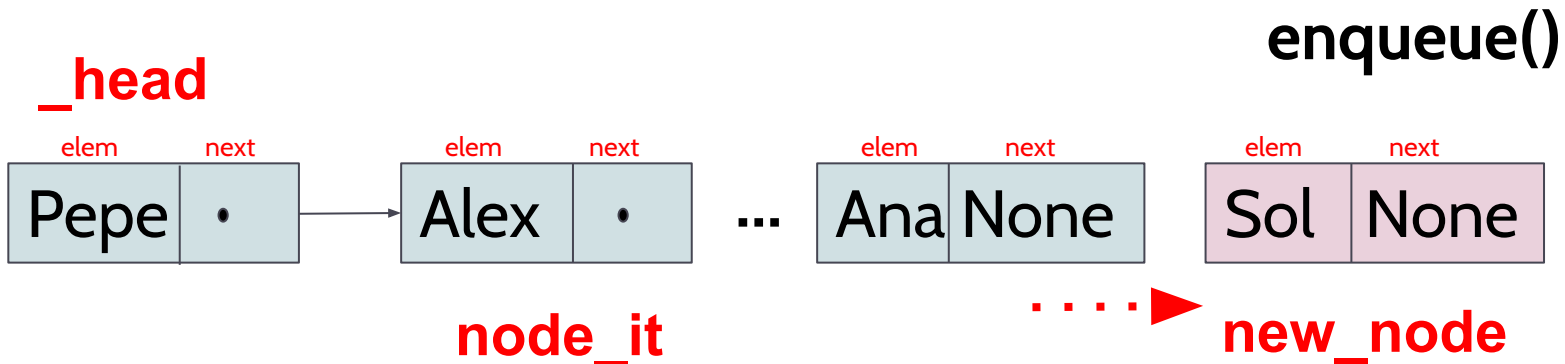 enqueue()
_head
elem next elem next elem next elem next
Pepe Alex ... Ana None Sol None
node_it new_node